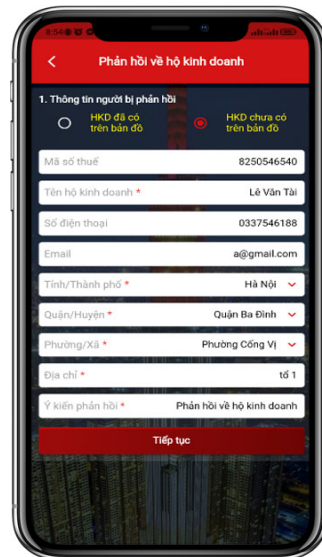 8:54
Phản hồi về hộ kinh doanh
1. Thông tin người bị phản hồi
HKD đã có trên bản đồ
HKD chưa có trên bản đồ
Mã số thuế 8250546540
Tên hộ kinh doanh * Lê Văn Tài
Số điện thoại 0337546188
Email a@gmail.com
Tỉnh/Thành phố * Hà Nội
Quận/Huyện * Quận Ba Đình
Phường/Xã * Phường Cống Vị
Địa chỉ * tổ 1
Ý kiến phản hồi * Phản hồi về hộ kinh doanh
Tiếp tục